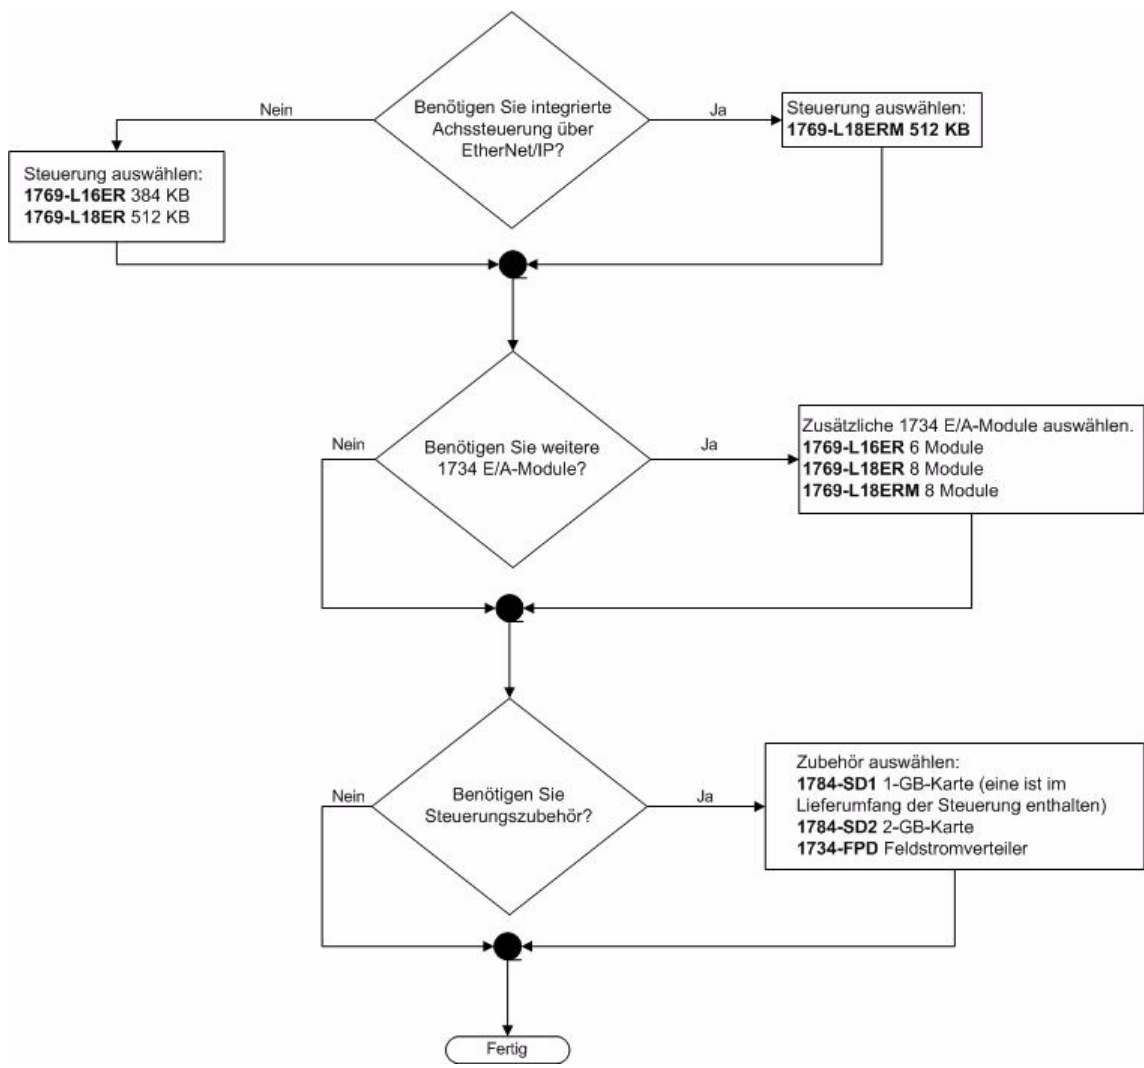 Benötigen Sie integrierte
Achssteuerung über
EtherNet/IP?
Nein
Ja
Steuerung auswählen:
1769-L18ERM 512 KB
Steuerung auswählen:
1769-L16ER 384 KB
1769-L18ER 512 KB
Benötigen Sie weitere
1734 E/A-Module?
Nein
Ja
Zusätzliche 1734 E/A-Module auswählen.
1769-L16ER 6 Module
1769-L18ER 8 Module
1769-L18ERM 8 Module
Benötigen Sie
Steuerungszubehör?
Nein
Ja
Zubehör auswählen:
1784-SD1 1-GB-Karte (eine ist im
Lieferumfang der Steuerung enthalten)
1784-SD2 2-GB-Karte
1734-FPD Feldstromverteiler
Fertig